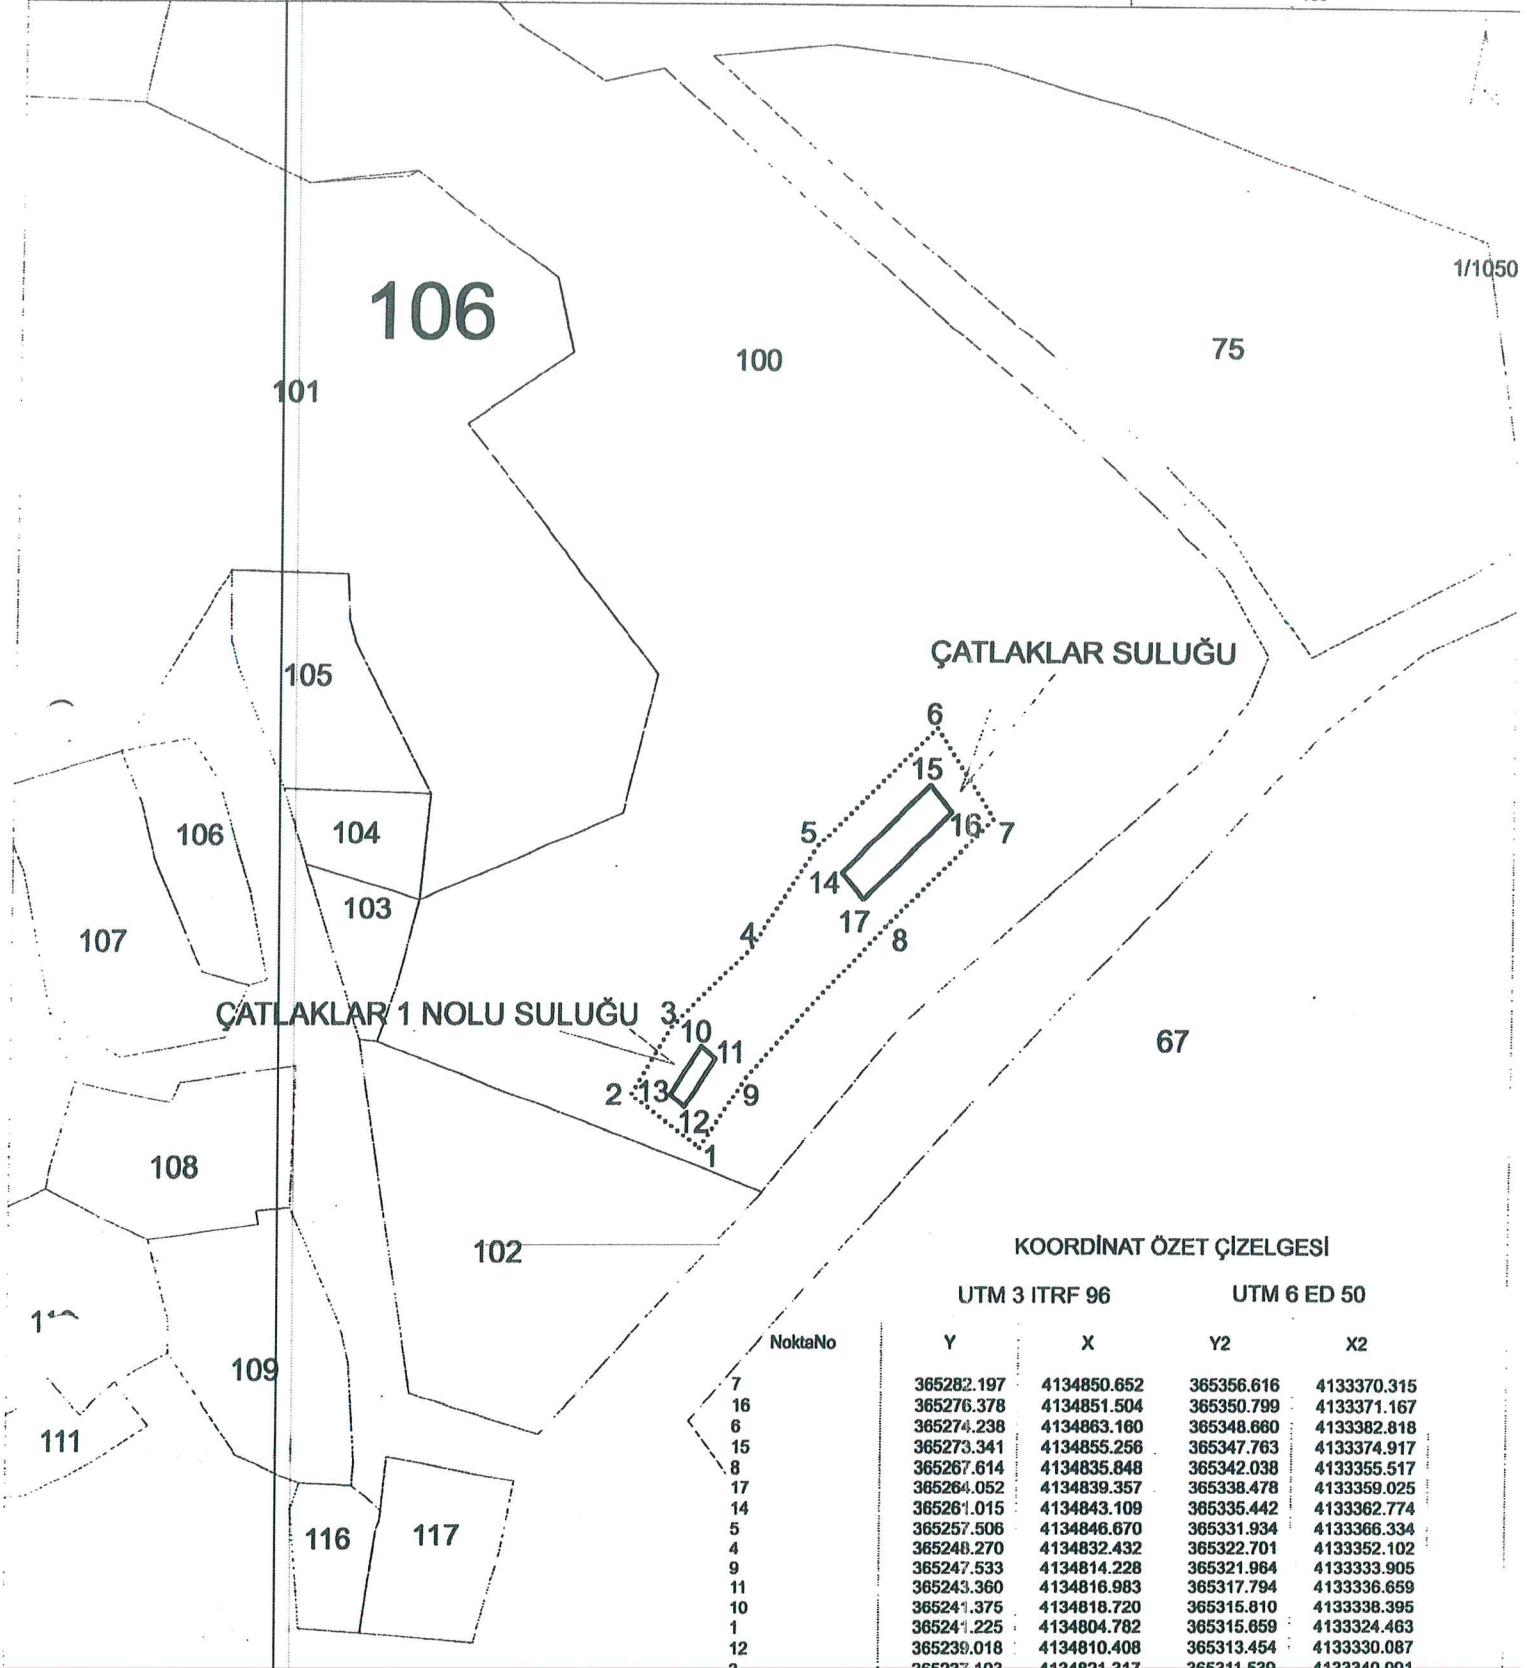 1/1050
106
100
75
101
ÇATLAKLAR SULUĞU
105
6
15
5
16
7
106
104
14
103
17
8
107
4
ÇATLAKLAR 1 NOLU SULUĞU
3
10
11
67
2
13
9
12
1
108
102
KOORDİNAT ÖZET ÇİZELGESİ
UTM 3 ITRF 96 UTM 6 ED 50
NoktaNo Y X Y2 X2
109
7 365282.197 4134850.652 365356.616 4133370.315
16 365276.378 4134851.504 365350.799 4133371.167
6 365274.238 4134863.160 365348.660 4133382.818
15 365273.341 4134855.256 365347.763 4133374.917
8 365267.614 4134835.848 365342.038 4133355.517
17 365264.052 4134839.357 365338.478 4133359.025
14 365261.015 4134843.109 365335.442 4133362.774
5 365257.506 4134846.670 365331.934 4133366.334
4 365248.270 4134832.432 365322.701 4133352.102
9 365247.533 4134814.228 365321.964 4133333.905
11 365243.360 4134816.983 365317.794 4133336.659
10 365241.375 4134818.720 365315.810 4133338.395
1 365241.225 4134804.782 365315.659 4133324.463
12 365239.018 4134810.408 365313.454 4133330.087
111
116
117